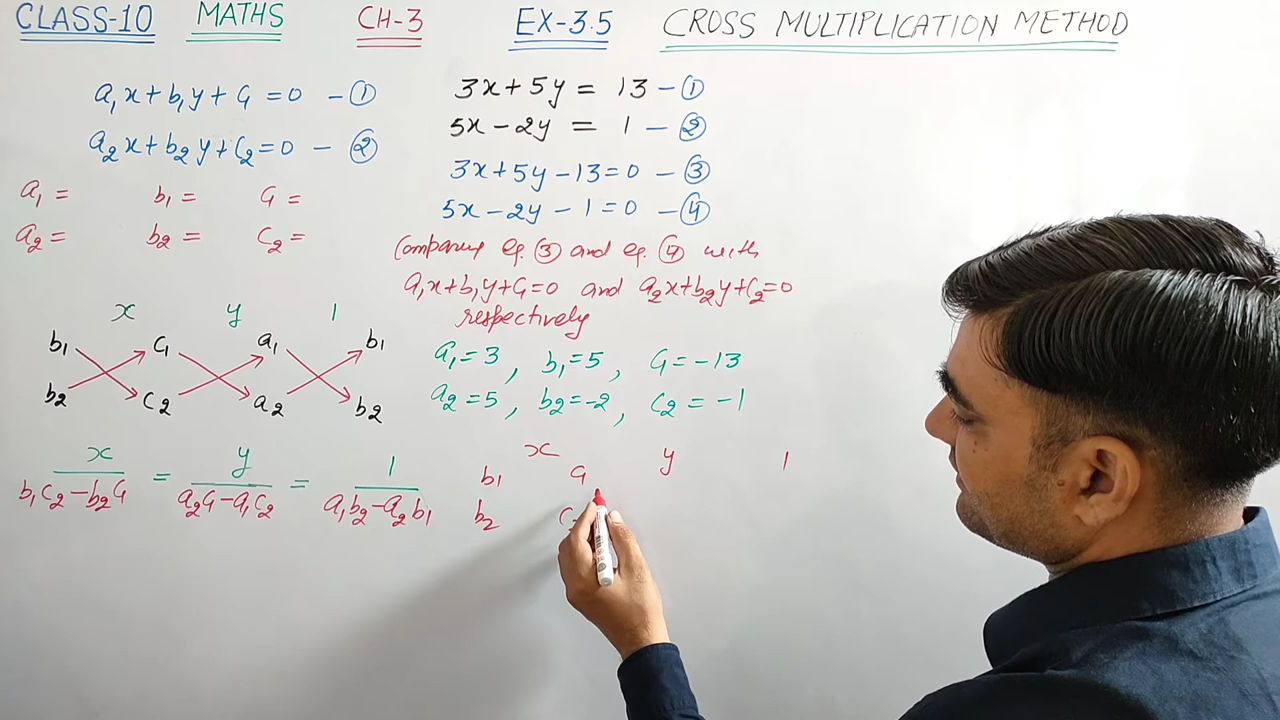 CLASS-10 MATHS CH-3 EX-3.5 CROSS MULTIPLICATION METHOD
a₁x+b₁y+c₁=0 -①
a₂x+b₂y+c₂=0 - ②
a₁= b₁= c₁=
a₂= b₂= c₂=
x y 1
b₁ c₁ a₁ b₁
b₂ c₂ a₂ b₂
x/(b₁c₂-b₂c₁) = y/(a₂c₁-a₁c₂) = 1/(a₁b₂-a₂b₁)
3x+5y = 13 -①
5x-2y = 1 -②
3x+5y-13=0 -③
5x-2y-1=0 -④
Comparing eq. ③ and eq. ④ with
a₁x+b₁y+c₁=0 and a₂x+b₂y+c₂=0
respectively
a₁=3, b₁=5, c₁=-13
a₂=5, b₂=-2, c₂=-1
x y 1
b₁ c₁
b₂